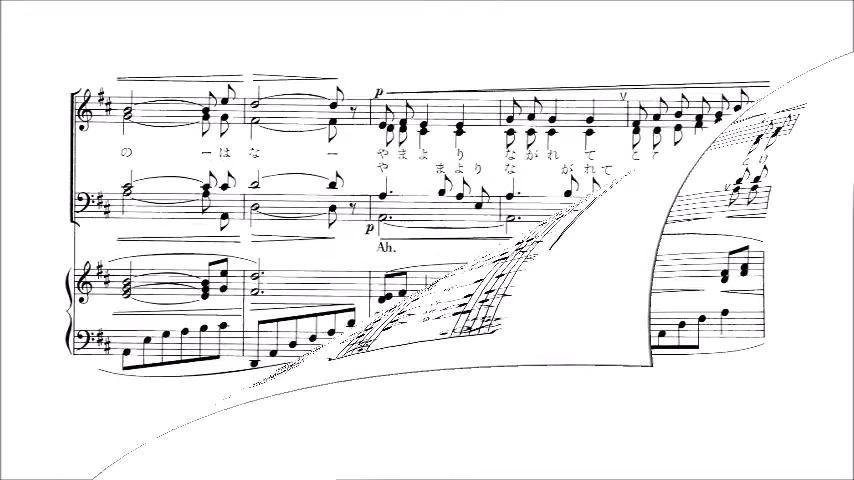 p
の ー は な ー や ま よ り な が れ て
や ま よ り な が れ て
p
Ah.